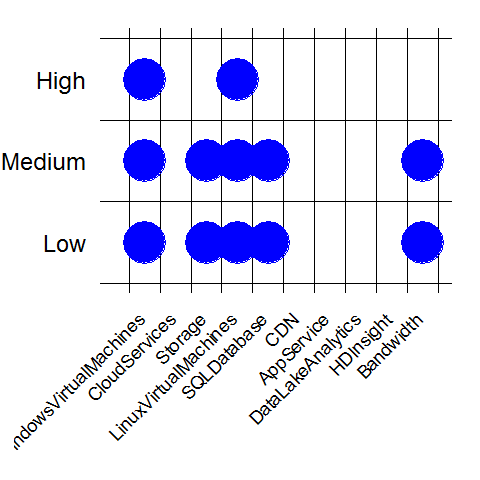 High
Medium
Low
ndowsVirtualMachines
CloudServices
Storage
LinuxVirtualMachines
SQLDatabase
CDN
AppService
DataLakeAnalytics
HDInsight
Bandwidth